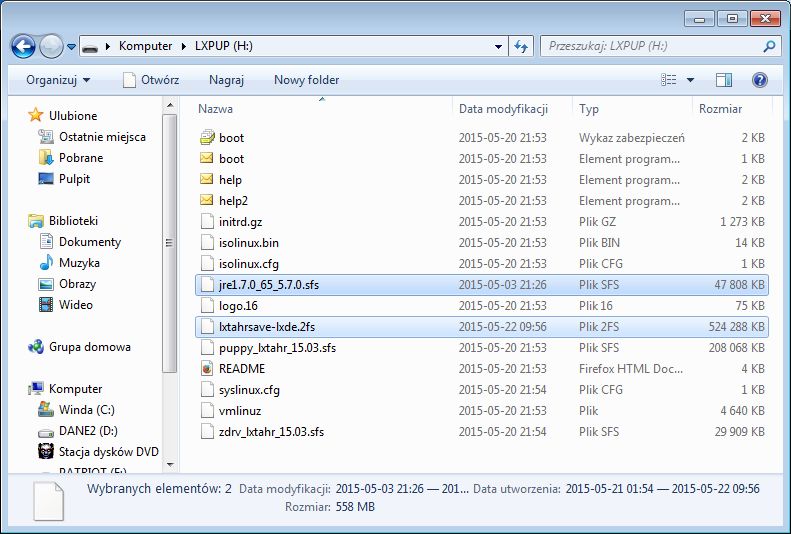 Komputer LXPUP (H:) Przeszukaj: LXPUP (H:)
Organizuj Otwórz Nagraj Nowy folder
Nazwa Data modyfikacji Typ Rozmiar
Ulubione
Ostatnie miejsca
Pobrane
Pulpit
Biblioteki
Dokumenty
Muzyka
Obrazy
Wideo
Grupa domowa
Komputer
Winda (C:)
DANE2 (D:)
Stacja dysków DVD
PATRIOT (F:)
boot 2015-05-20 21:53 Wykaz zabezpieczeń 2 KB
boot 2015-05-20 21:53 Element program... 1 KB
help 2015-05-20 21:53 Element program... 2 KB
help2 2015-05-20 21:53 Element program... 2 KB
initrd.gz 2015-05-20 21:53 Plik GZ 1 273 KB
isolinux.bin 2015-05-20 21:53 Plik BIN 14 KB
isolinux.cfg 2015-05-20 21:53 Plik CFG 1 KB
jre1.7.0_65_5.7.0.sfs 2015-05-03 21:26 Plik SFS 47 808 KB
logo.16 2015-05-20 21:53 Plik 16 75 KB
lxtahrsave-lxde.2fs 2015-05-22 09:56 Plik 2FS 524 288 KB
puppy_lxtahr_15.03.sfs 2015-05-20 21:53 Plik SFS 208 068 KB
README 2015-05-20 21:53 Firefox HTML Doc... 4 KB
syslinux.cfg 2015-05-20 21:54 Plik CFG 1 KB
vmlinuz 2015-05-20 21:53 Plik 4 640 KB
zdrv_lxtahr_15.03.sfs 2015-05-20 21:54 Plik SFS 29 909 KB
Wybranych elementów: 2 Data modyfikacji: 2015-05-03 21:26 — 201... Data utworzenia: 2015-05-21 01:54 — 2015-05-22 09:56
Rozmiar: 558 MB